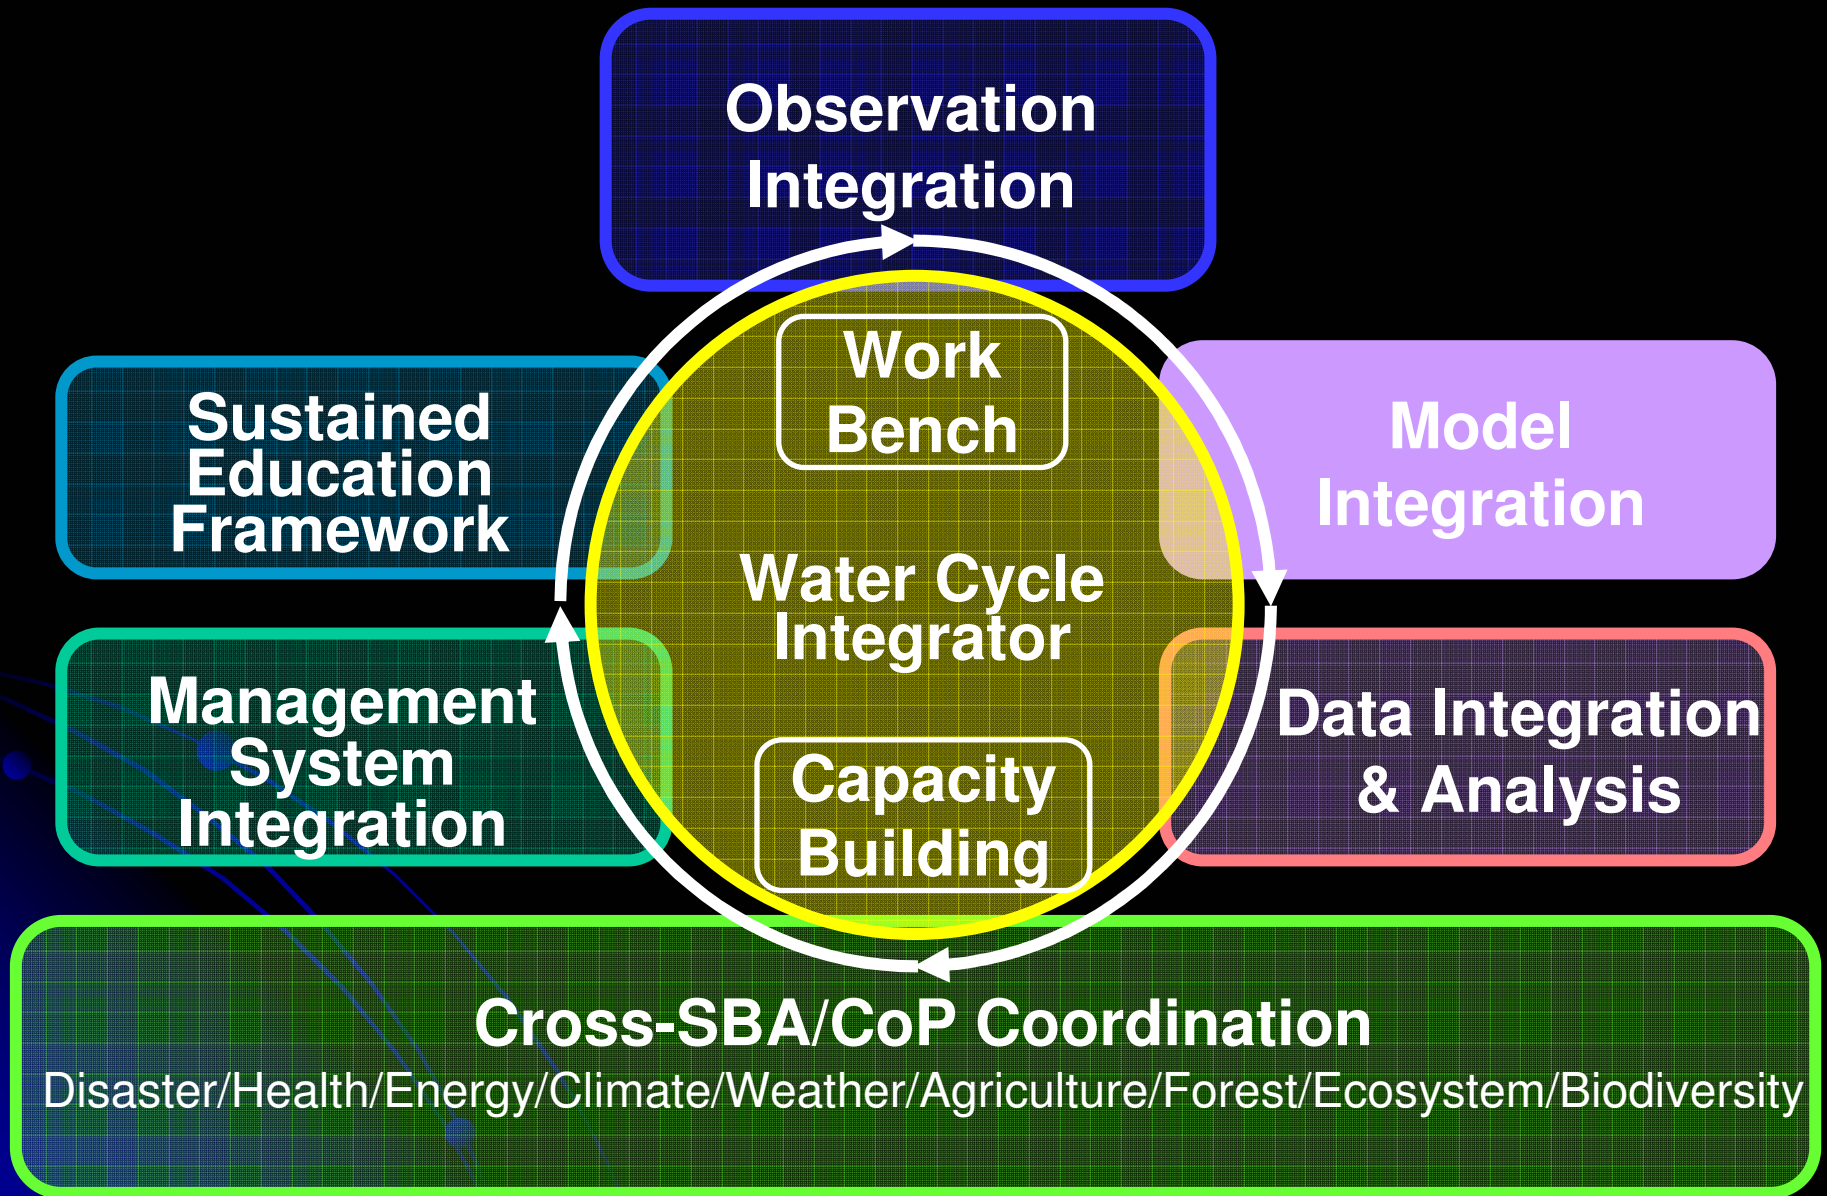 Observation
Integration
Work
Bench
Sustained
Education
Framework
Model
Integration
Water Cycle
Integrator
Management
System
Integration
Data Integration
& Analysis
Capacity
Building
Cross-SBA/CoP Coordination
Disaster/Health/Energy/Climate/Weather/Agriculture/Forest/Ecosystem/Biodiversity